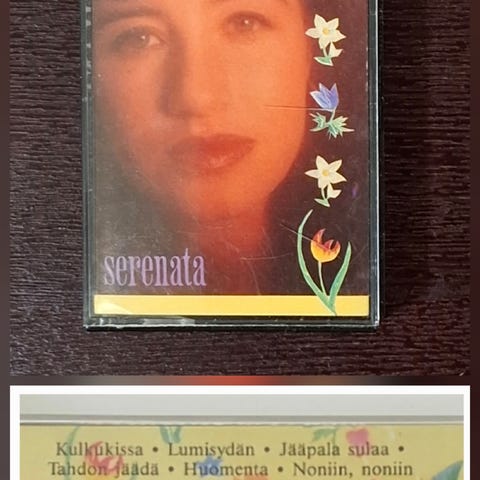 serenata
Kulkukissa • Lumisydän • Jääpala sulaa •
Tahdon jäädä • Huomenta • Noniin, noniin